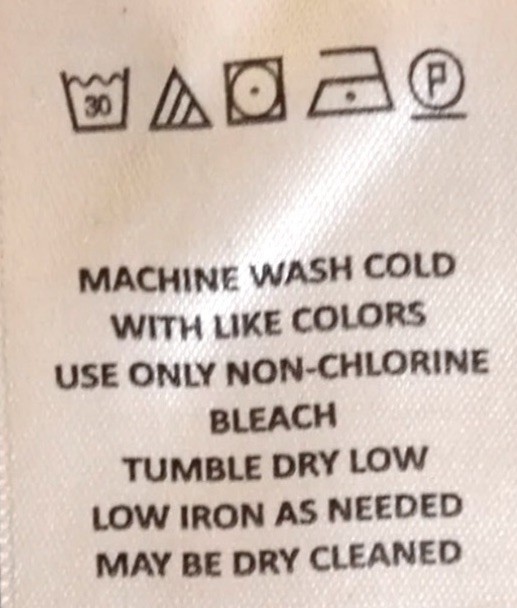 30 P
MACHINE WASH COLD
WITH LIKE COLORS
USE ONLY NON-CHLORINE
BLEACH
TUMBLE DRY LOW
LOW IRON AS NEEDED
MAY BE DRY CLEANED